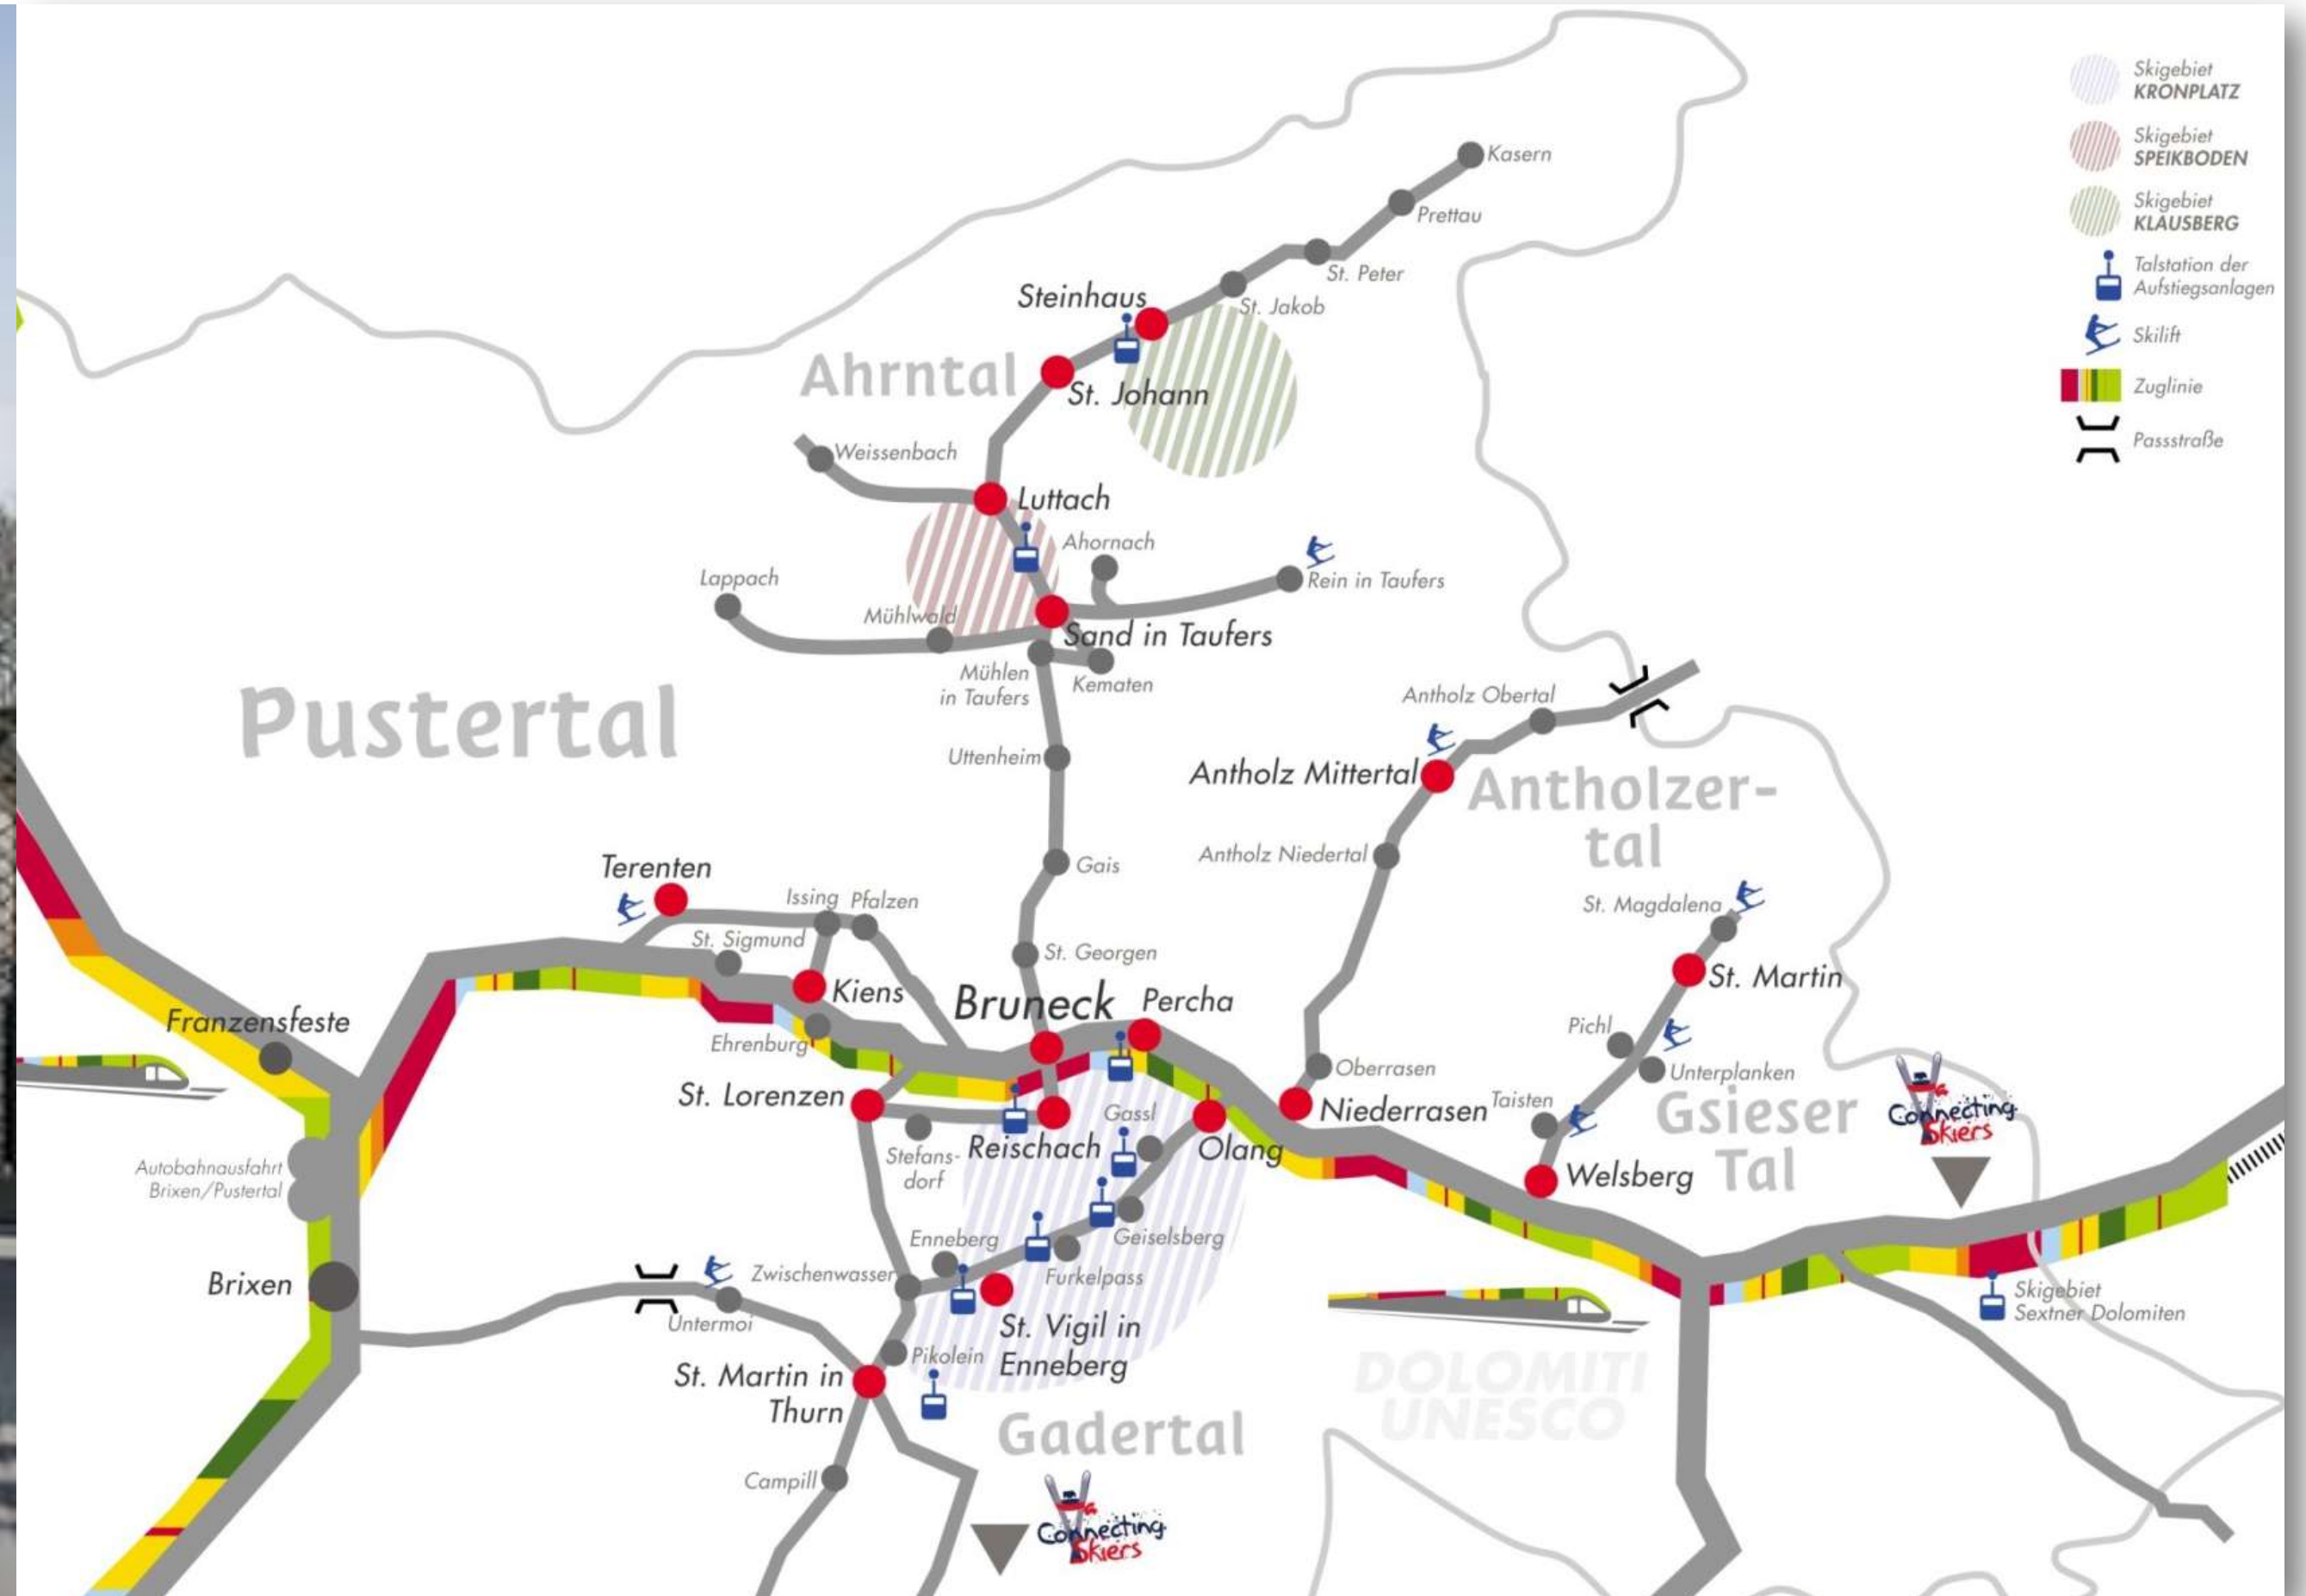 Skigebiet
KRONPLATZ
Skigebiet
SPEIKBODEN
Skigebiet
KLAUSBERG
Talstation der
Aufstiegsanlagen
Skilift
Zuglinie
Passstraße
Kasern
Prettau
St. Peter
St. Jakob
Steinhaus
Ahrntal
St. Johann
Weissenbach
Luttach
Ahornach
Lappach
Rein in Taufers
Mühlwald
Sand in Taufers
Mühlen
in Taufers
Kematen
Pustertal
Uttenheim
Antholz Obertal
Antholz Mittertal
Antholzer-
tal
Antholz Niedertal
Gais
Terenten
Issing
Pfalzen
St. Sigmund
St. Magdalena
St. Georgen
St. Martin
Kiens
Bruneck
Percha
Franzensfeste
Ehrenburg
Pichl
Oberrasen
Unterplanken
St. Lorenzen
Gassl
Niederrasen
Taisten
Gsieser
Tal
Connecting
Skiers
Stefans-
dorf
Reischach
Olang
Welsberg
Autobahnausfahrt
Brixen/Pustertal
Enneberg
Geiselsberg
Brixen
Zwischenwasser
Furkelpass
Untermoi
St. Vigil in
Enneberg
Skigebiet
Sextner Dolomiten
Pikolein
St. Martin in
Thurn
DOLOMITI
UNESCO
Gadertal
Campill
Connecting
Skiers